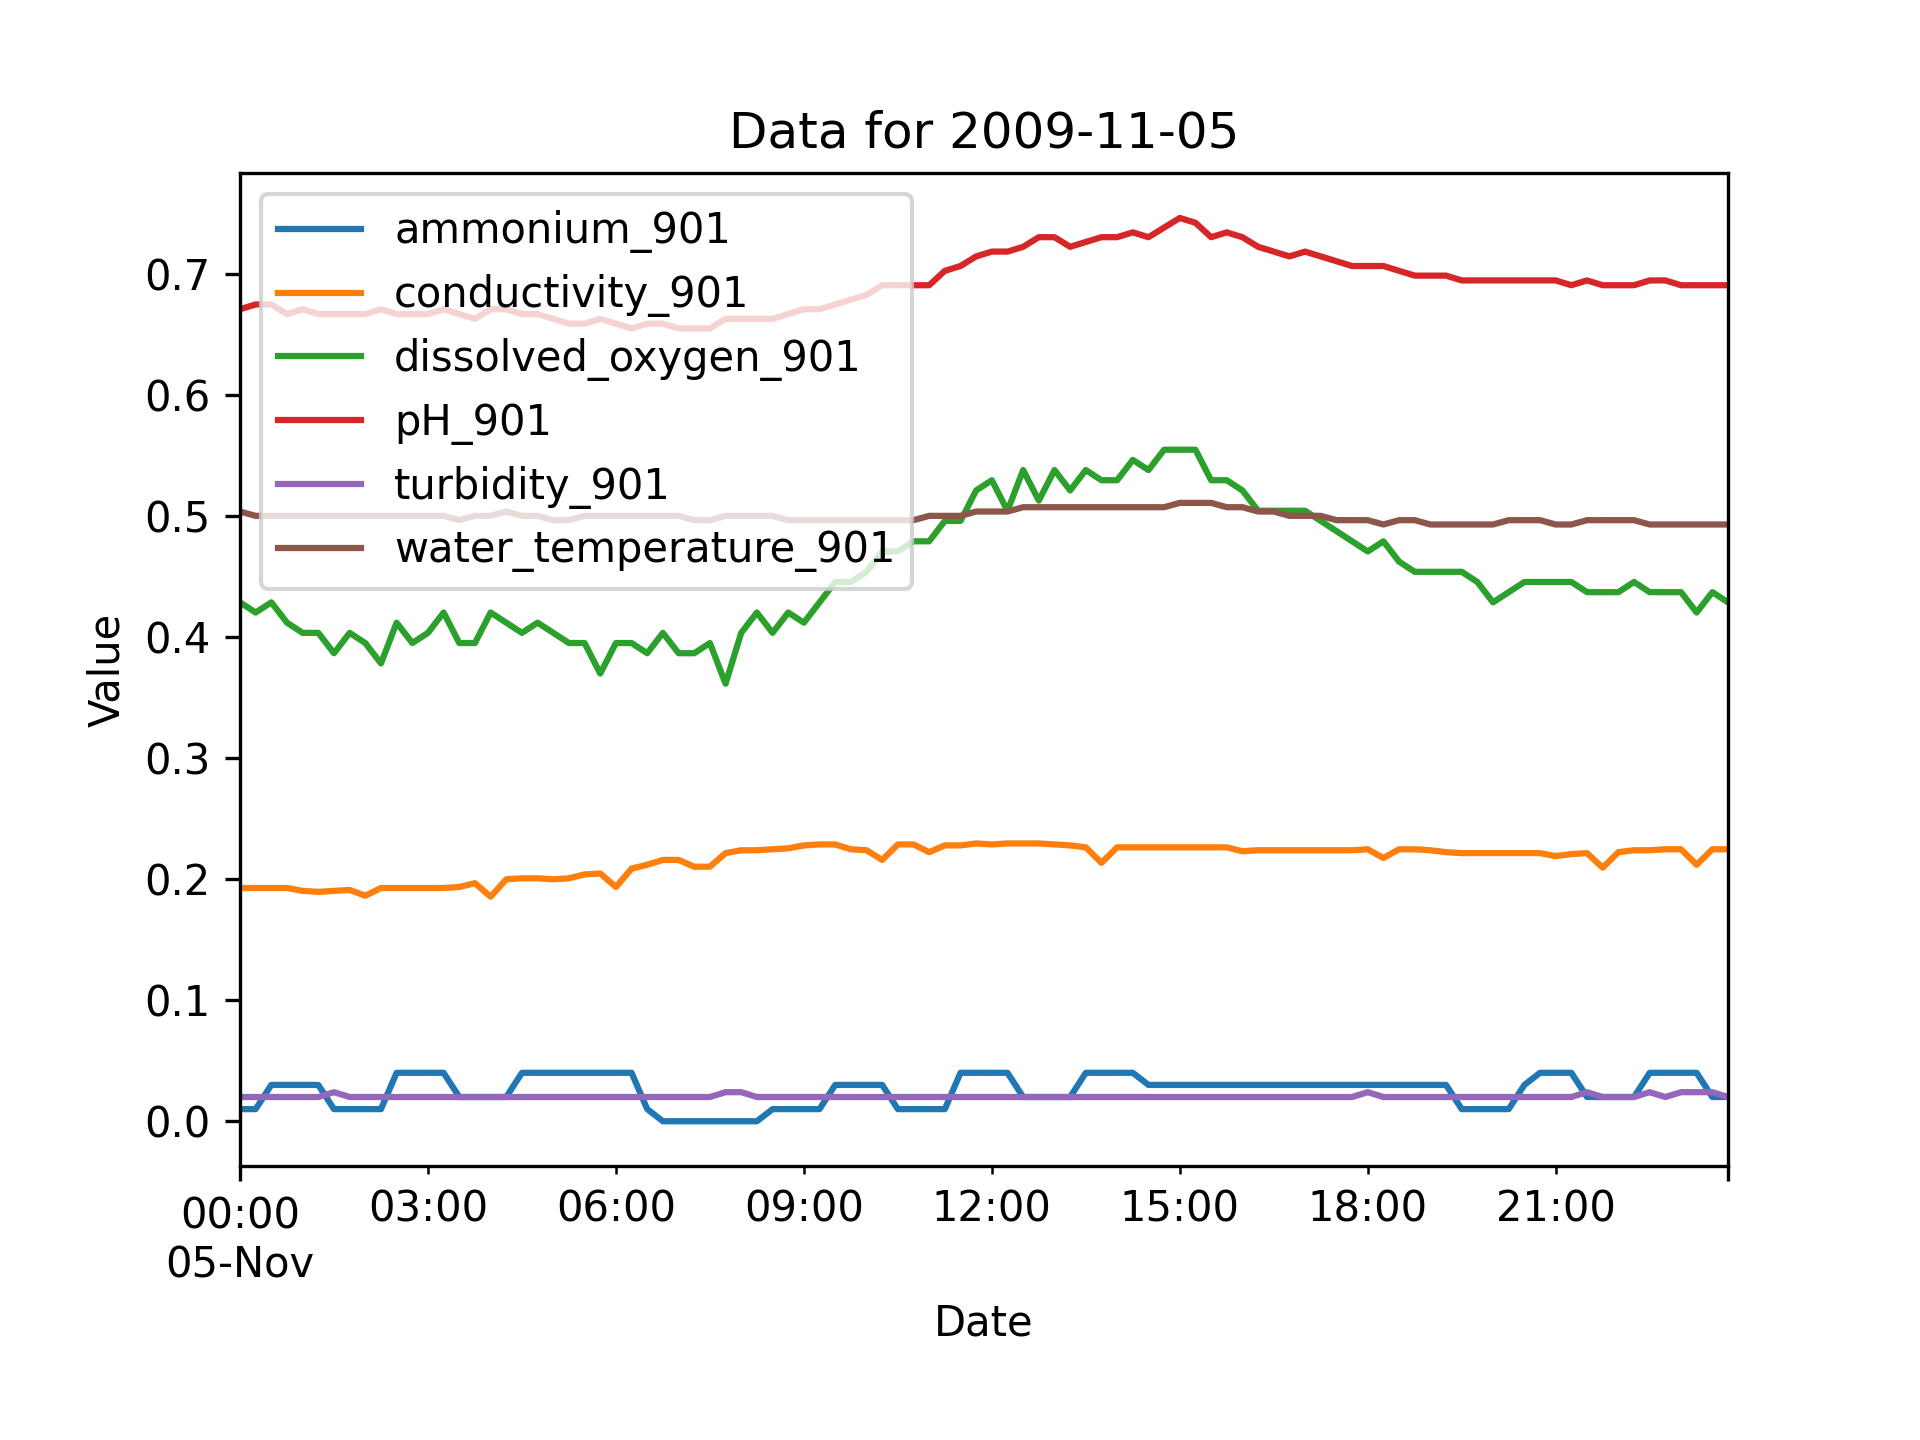 Data for 2009-11-05
ammonium_901
conductivity_901
dissolved_oxygen_901
pH_901
turbidity_901
water_temperature_901
0.7
0.6
0.5
0.4
0.3
0.2
0.1
0.0
Value
00:00 03:00 06:00 09:00 12:00 15:00 18:00 21:00
05-Nov
Date